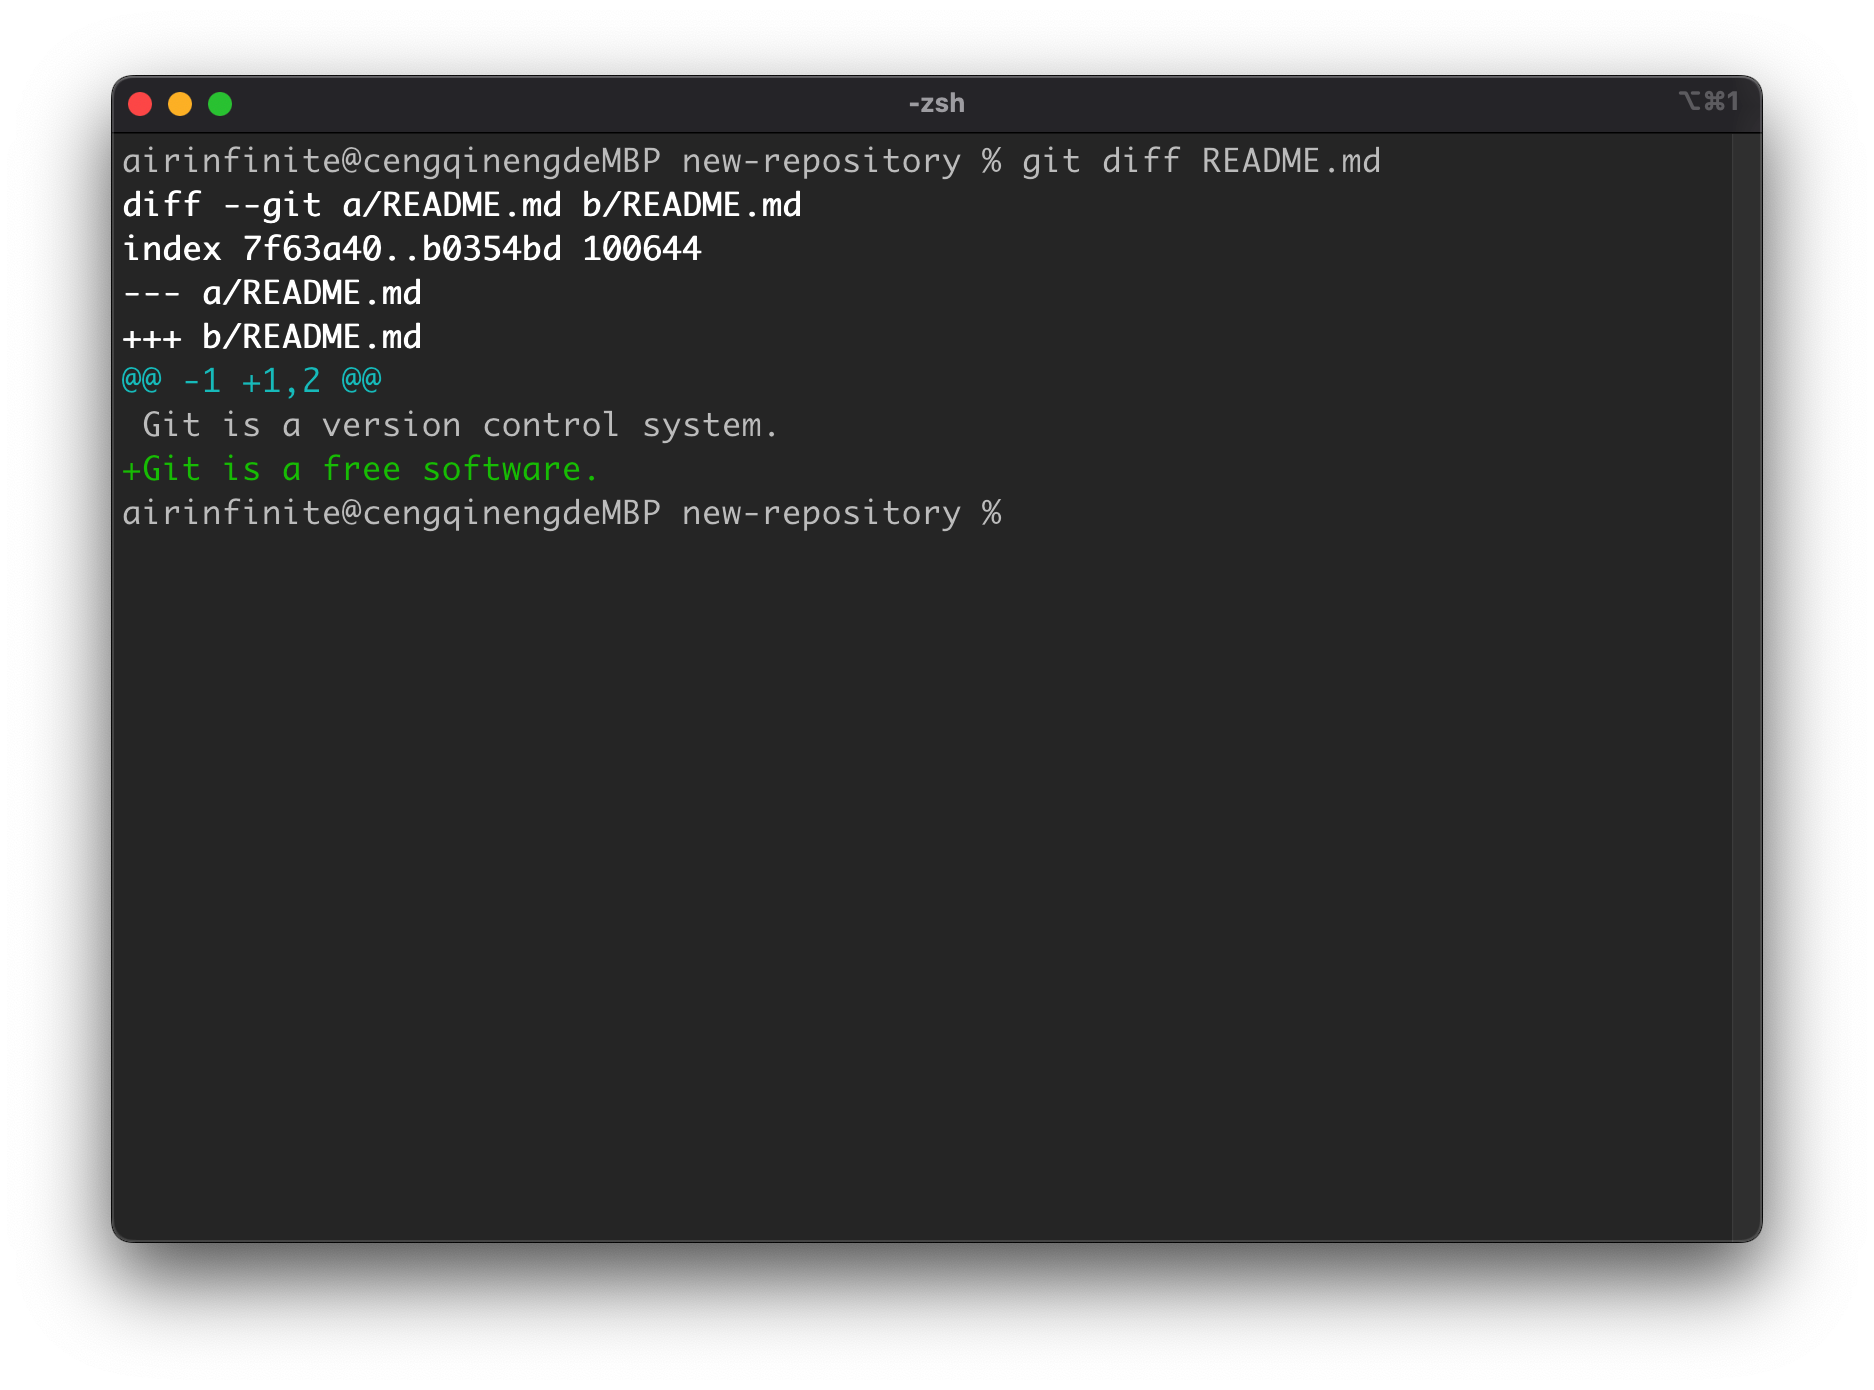 -zsh
⌥⌘1
airinfinite@cengqinengdeMBP new-repository % git diff README.md
diff --git a/README.md b/README.md
index 7f63a40..b0354bd 100644
--- a/README.md
+++ b/README.md
@@ -1 +1,2 @@
 Git is a version control system.
+Git is a free software.
airinfinite@cengqinengdeMBP new-repository %